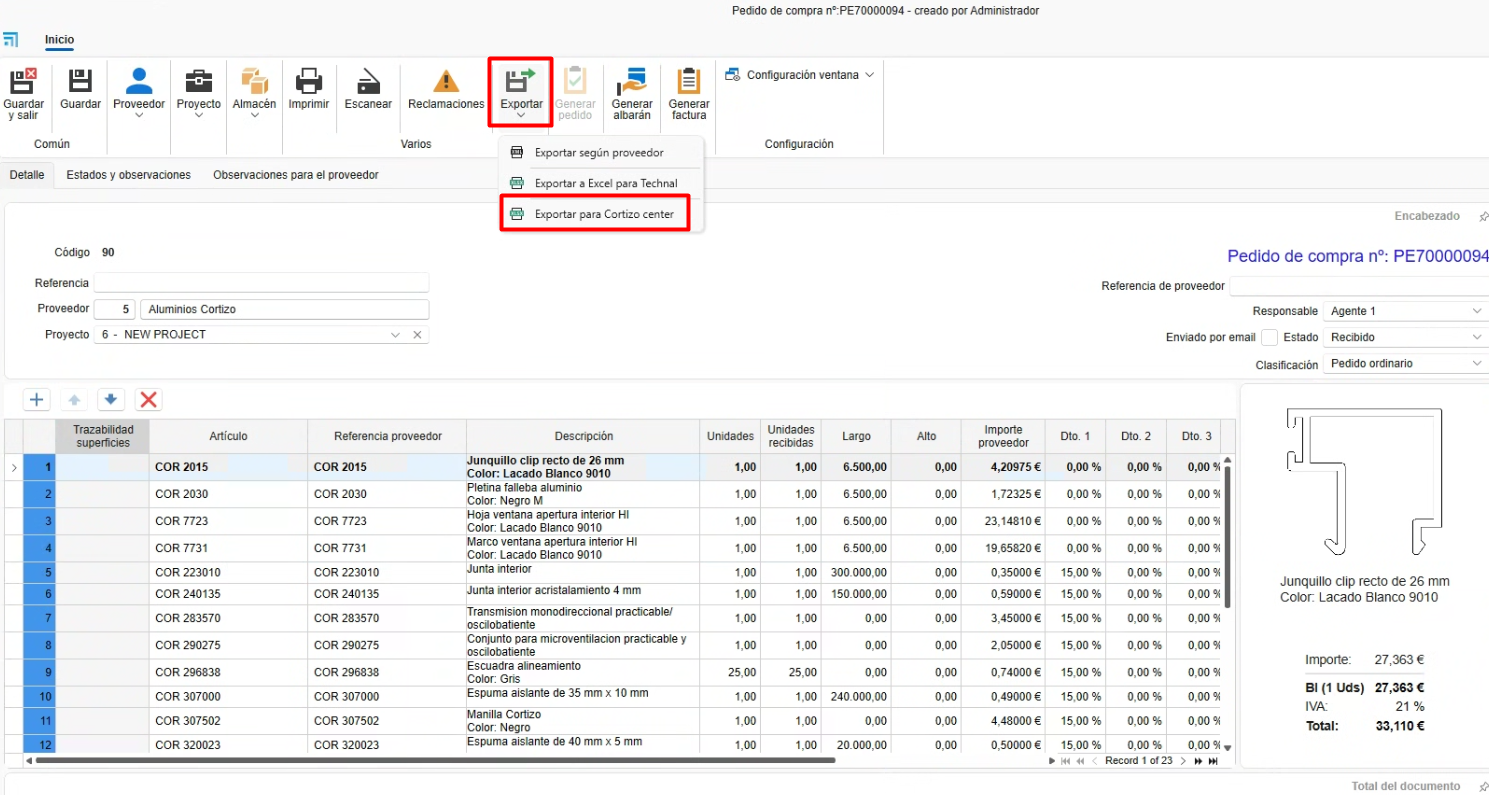 Pedido de compra nº:PE70000094 - creado por Administrador
Inicio
Guardar y salir
Guardar
Proveedor
Proyecto
Almacén
Imprimir
Escanear
Reclamaciones
Exportar
Generar pedido
Generar albarán
Generar factura
Configuración ventana
Común
Varios
Configuración
Exportar según proveedor
Exportar a Excel para Technal
Exportar para Cortizo center
Detalle
Estados y observaciones
Observaciones para el proveedor
Encabezado
Código 90
Pedido de compra nº: PE70000094
Referencia
Referencia de proveedor
Proveedor 5 Aluminios Cortizo
Responsable Agente 1
Proyecto 6 - NEW PROJECT
Enviado por email Estado Recibido
Clasificación Pedido ordinario
Trazabilidad superficies Artículo Referencia proveedor Descripción Unidades Unidades recibidas Largo Alto Importe proveedor Dto. 1 Dto. 2 Dto. 3
1 COR 2015 COR 2015 Junquillo clip recto de 26 mm Color: Lacado Blanco 9010 1,00 1,00 6.500,00 0,00 4,20975 € 0,00 % 0,00 % 0,00 %
2 COR 2030 COR 2030 Pletina falleba aluminio Color: Negro M 1,00 1,00 6.500,00 0,00 1,72325 € 0,00 % 0,00 % 0,00 %
3 COR 7723 COR 7723 Hoja ventana apertura interior HI Color: Lacado Blanco 9010 1,00 1,00 6.500,00 0,00 23,14810 € 0,00 % 0,00 % 0,00 %
4 COR 7731 COR 7731 Marco ventana apertura interior HI Color: Lacado Blanco 9010 1,00 1,00 6.500,00 0,00 19,65820 € 0,00 % 0,00 % 0,00 %
5 COR 223010 COR 223010 Junta interior 1,00 1,00 300.000,00 0,00 0,35000 € 15,00 % 0,00 % 0,00 %
6 COR 240135 COR 240135 Junta interior acristalamiento 4 mm 1,00 1,00 150.000,00 0,00 0,59000 € 15,00 % 0,00 % 0,00 %
7 COR 283570 COR 283570 Transmision monodireccional practicable/ oscilobatiente 1,00 1,00 0,00 0,00 3,45000 € 15,00 % 0,00 % 0,00 %
8 COR 290275 COR 290275 Conjunto para microventilacion practicable y oscilobatiente 1,00 1,00 0,00 0,00 2,05000 € 15,00 % 0,00 % 0,00 %
9 COR 296838 COR 296838 Escuadra alineamiento Color: Gris 25,00 25,00 0,00 0,00 0,74000 € 15,00 % 0,00 % 0,00 %
10 COR 307000 COR 307000 Espuma aislante de 35 mm x 10 mm 1,00 1,00 240.000,00 0,00 0,49000 € 15,00 % 0,00 % 0,00 %
11 COR 307502 COR 307502 Manilla Cortizo Color: Negro 1,00 1,00 0,00 0,00 4,48000 € 15,00 % 0,00 % 0,00 %
12 COR 320023 COR 320023 Espuma aislante de 40 mm x 5 mm 1,00 1,00 20.000,00 0,00 0,50000 € 15,00 % 0,00 % 0,00 %
Record 1 of 23
Junquillo clip recto de 26 mm
Color: Lacado Blanco 9010
Importe: 27,363 €
BI (1 Uds) 27,363 €
IVA: 21 %
Total: 33,110 €
Total del documento